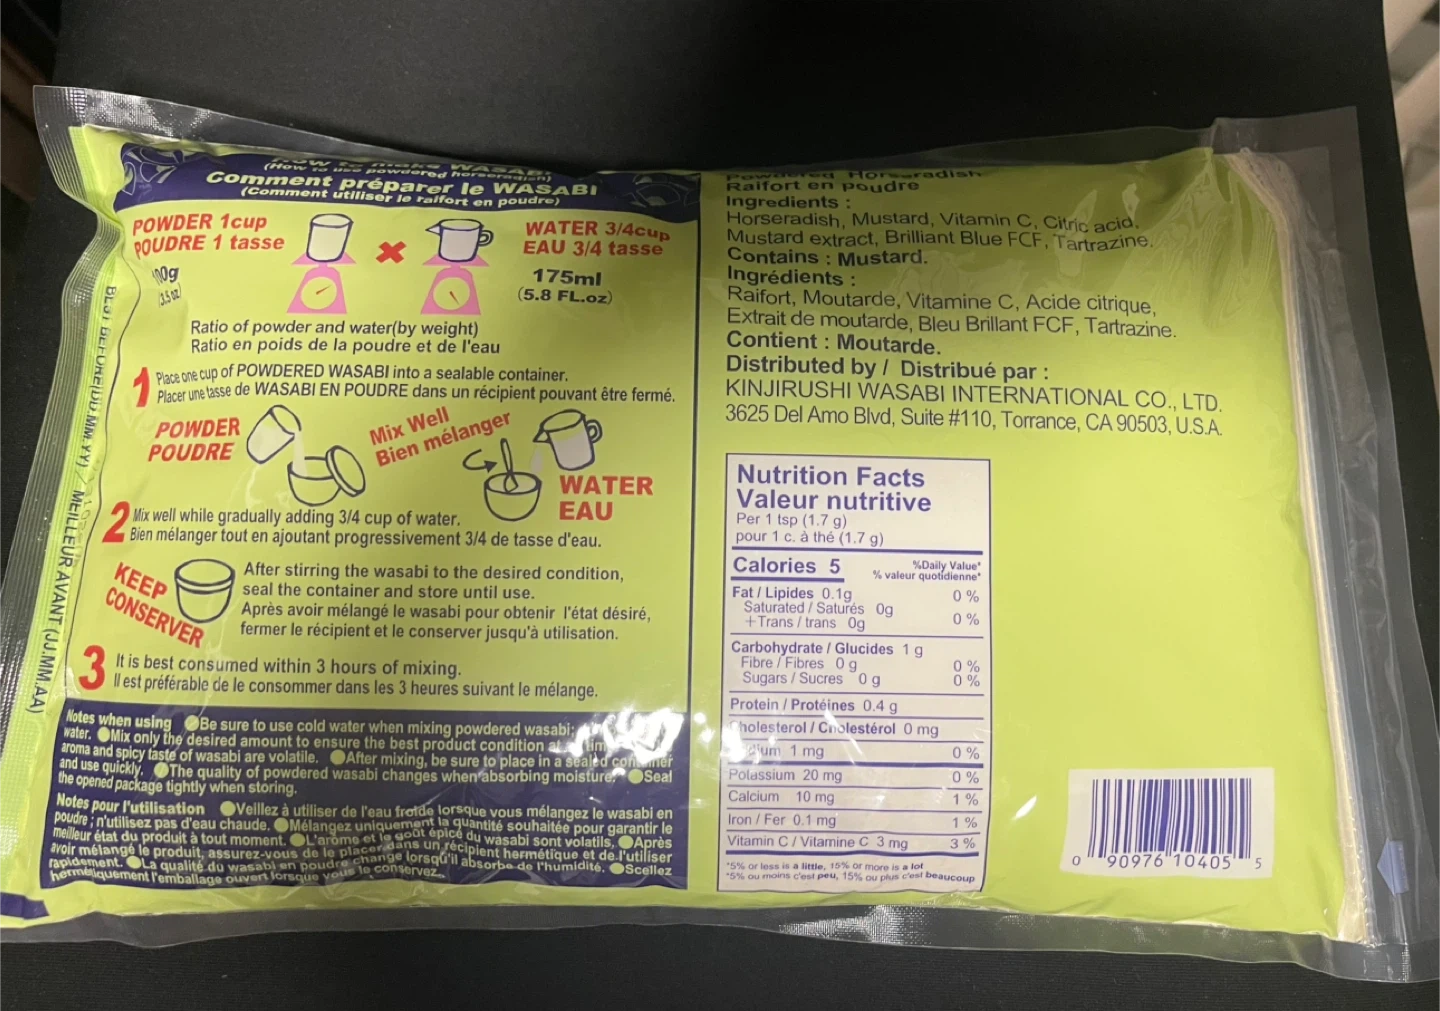 How to make WASABI
(How to use powdered horseradish)
Comment préparer le WASABI
(Comment utiliser le raifort en poudre)
POWDER 1cup
POUDRE 1 tasse
100g
(3.5 oz)
WATER 3/4cup
EAU 3/4 tasse
175ml
(5.8 FL.oz)
Ratio of powder and water(by weight)
Ratio en poids de la poudre et de l'eau
1 Place one cup of POWDERED WASABI into a sealable container.
Placer une tasse de WASABI EN POUDRE dans un récipient pouvant être fermé.
POWDER
POUDRE
Mix Well
Bien mélanger
WATER
EAU
2 Mix well while gradually adding 3/4 cup of water.
Bien mélanger tout en ajoutant progressivement 3/4 de tasse d'eau.
KEEP
CONSERVER
After stirring the wasabi to the desired condition,
seal the container and store until use.
Après avoir mélangé le wasabi pour obtenir l'état désiré,
fermer le récipient et le conserver jusqu'à utilisation.
3 It is best consumed within 3 hours of mixing.
Il est préférable de le consommer dans les 3 heures suivant le mélange.
Notes when using ●Be sure to use cold water when mixing powdered wasabi;
water. ●Mix only the desired amount to ensure the best product condition
aroma and spicy taste of wasabi are volatile. ●After mixing, be sure to place in a sealed container
and use quickly. ●The quality of powdered wasabi changes when absorbing moisture. ●Seal
the opened package tightly when storing.
Notes pour l'utilisation ●Veillez à utiliser de l'eau froide lorsque vous mélangez le wasabi en
poudre ; n'utilisez pas d'eau chaude. ●Mélangez uniquement la quantité souhaitée pour garantir le
meilleur état du produit à tout moment. ●L'arôme et le goût épicé du wasabi sont volatils, ●Après
avoir mélangé le produit, assurez-vous de le placer dans un récipient hermétique et de l'utiliser
rapidement. ●La qualité du wasabi en poudre change lorsqu'il absorbe de l'humidité. ●Scellez
hermétiquement l'emballage ouvert lorsque vous le conservez.
BEST BEFORE(DD.MM.YY) / MEILLEUR AVANT (JJ.MM.AA)
Powdered Horseradish
Raifort en poudre
Ingredients :
Horseradish, Mustard, Vitamin C, Citric acid,
Mustard extract, Brilliant Blue FCF, Tartrazine.
Contains : Mustard.
Ingrédients :
Raifort, Moutarde, Vitamine C, Acide citrique,
Extrait de moutarde, Bleu Brillant FCF, Tartrazine.
Contient : Moutarde.
Distributed by / Distribué par :
KINJIRUSHI WASABI INTERNATIONAL CO., LTD.
3625 Del Amo Blvd, Suite #110, Torrance, CA 90503, U.S.A.
Nutrition Facts
Valeur nutritive
Per 1 tsp (1.7 g)
pour 1 c. à thé (1.7 g)
Calories 5
%Daily Value*
% valeur quotidienne*
Fat / Lipides 0.1g 0 %
Saturated / Saturés 0g
+Trans / trans 0g 0 %
Carbohydrate / Glucides 1 g
Fibre / Fibres 0 g 0 %
Sugars / Sucres 0 g 0 %
Protein / Protéines 0.4 g
Cholesterol / Cholestérol 0 mg
Sodium 1 mg 0 %
Potassium 20 mg 0 %
Calcium 10 mg 1 %
Iron / Fer 0.1 mg 1 %
Vitamin C / Vitamine C 3 mg 3 %
*5% or less is a little, 15% or more is a lot
*5% ou moins c'est peu, 15% ou plus c'est beaucoup
0 90976 10405 5